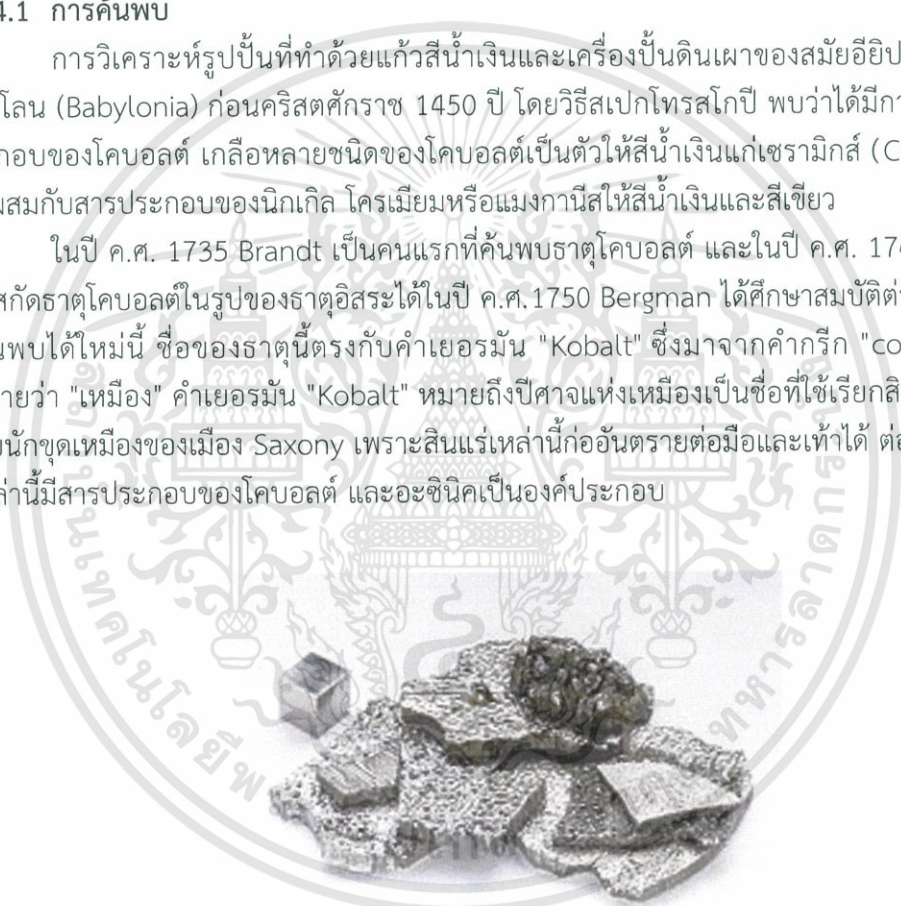 4.1 การค้นพบ
การวิเคราะห์รูปปั้นที่ทำด้วยแก้วสีน้ำเงินและเครื่องปั้นดินเผาของสมัยอียิป
โลน (Babylonia) ก่อนคริสตศักราช 1450 ปี โดยวิธีสเปกโทรสโกปี พบว่าได้มีกา
กอบของโคบอลต์ เกลือหลายชนิดของโคบอลต์เป็นตัวให้สีน้ำเงินแก่เซรามิกส์ (C
มสมกับสารประกอบของนิกเกิล โครเมียมหรือแมงกานีสให้สีน้ำเงินและสีเขียว
ในปี ค.ศ. 1735 Brandt เป็นคนแรกที่ค้นพบธาตุโคบอลต์ และในปี ค.ศ. 174
สกัดธาตุโคบอลต์ในรูปของธาตุอิสระได้ในปี ค.ศ.1750 Bergman ได้ศึกษาสมบัติต่า
นพบได้ใหม่นี้ ชื่อของธาตุนี้ตรงกับคำเยอรมัน "Kobalt" ซึ่งมาจากคำกรีก "co
ายว่า "เหมือง" คำเยอรมัน "Kobalt" หมายถึงปีศาจแห่งเหมืองเป็นชื่อที่ใช้เรียกสิ
นักขุดเหมืองของเมือง Saxony เพราะสินแร่เหล่านี้ก่ออันตรายต่อมือและเท้าได้ ต่อ
ล่านี้มีสารประกอบของโคบอลต์ และอะซินิคเป็นองค์ประกอบ